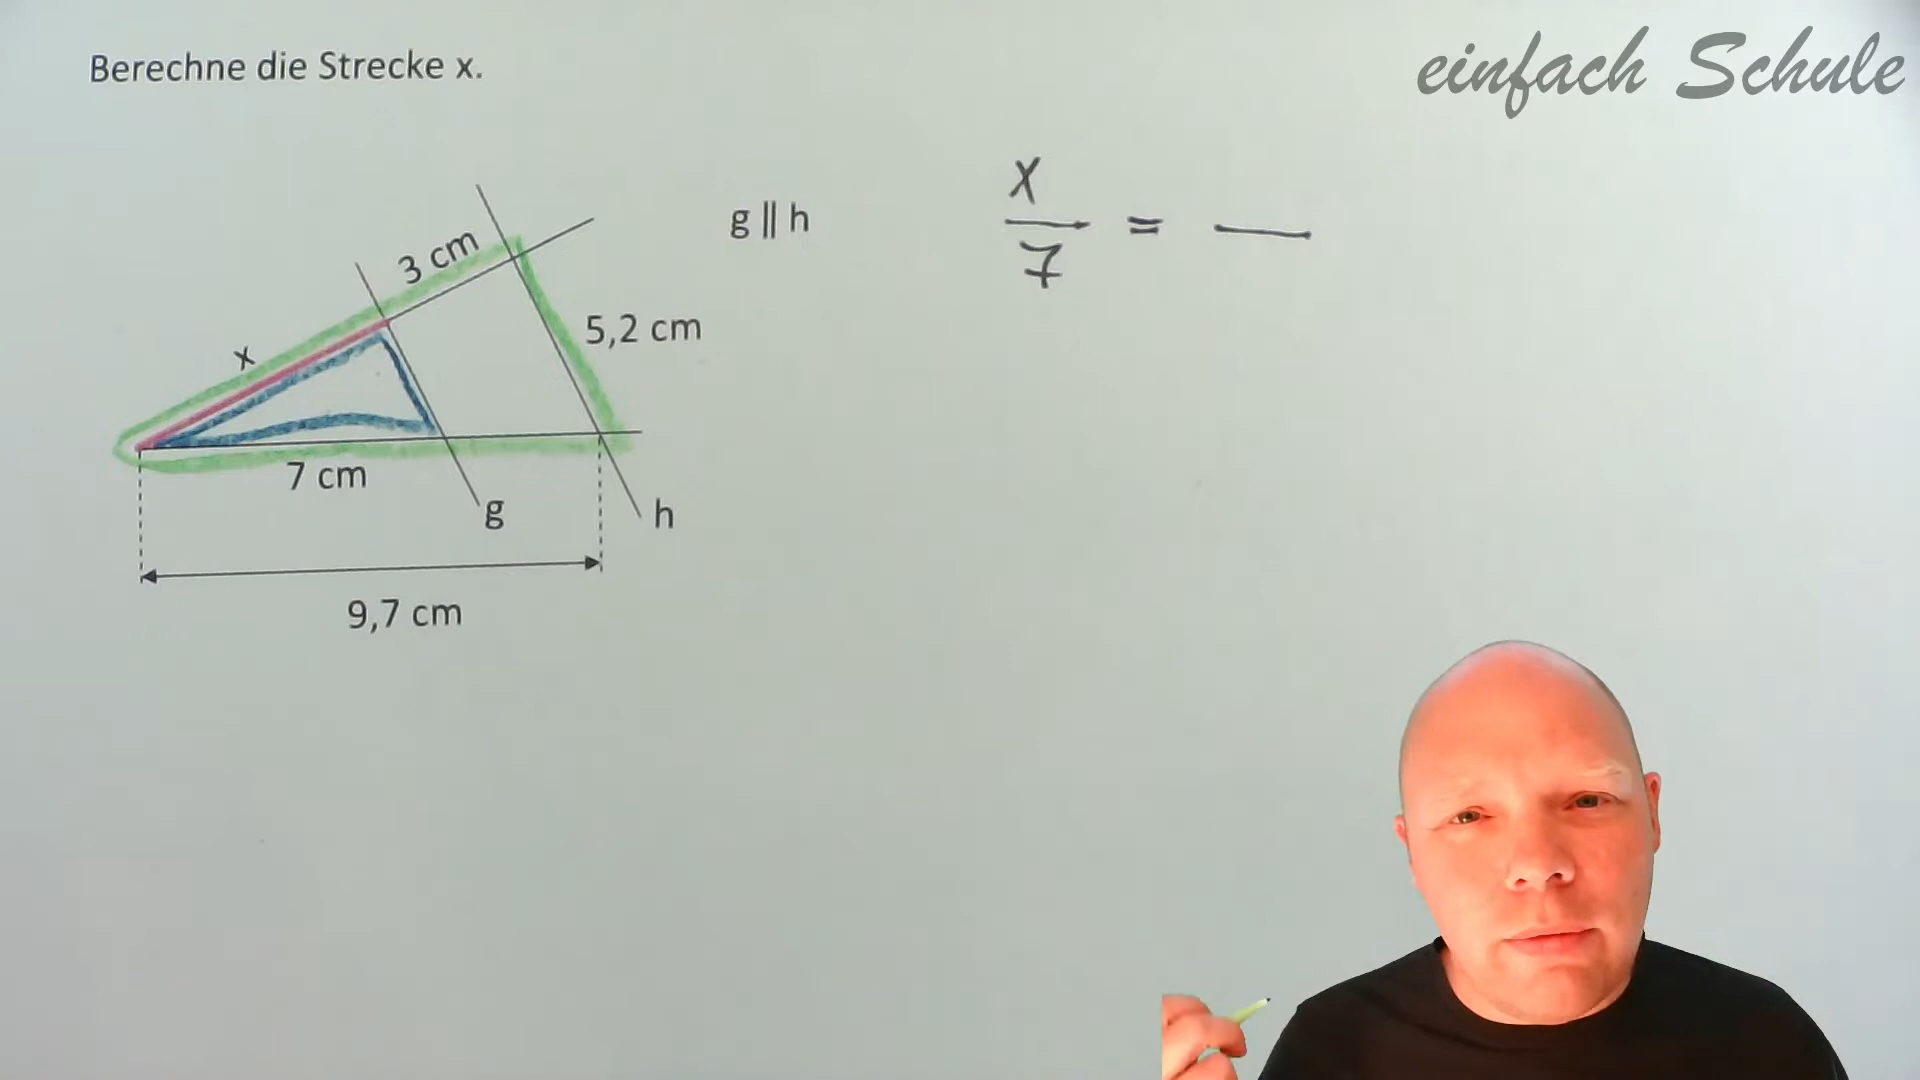 Berechne die Strecke x.
einfach Schule
g || h
x
— = —
7
3 cm
x
5,2 cm
7 cm
g
h
9,7 cm